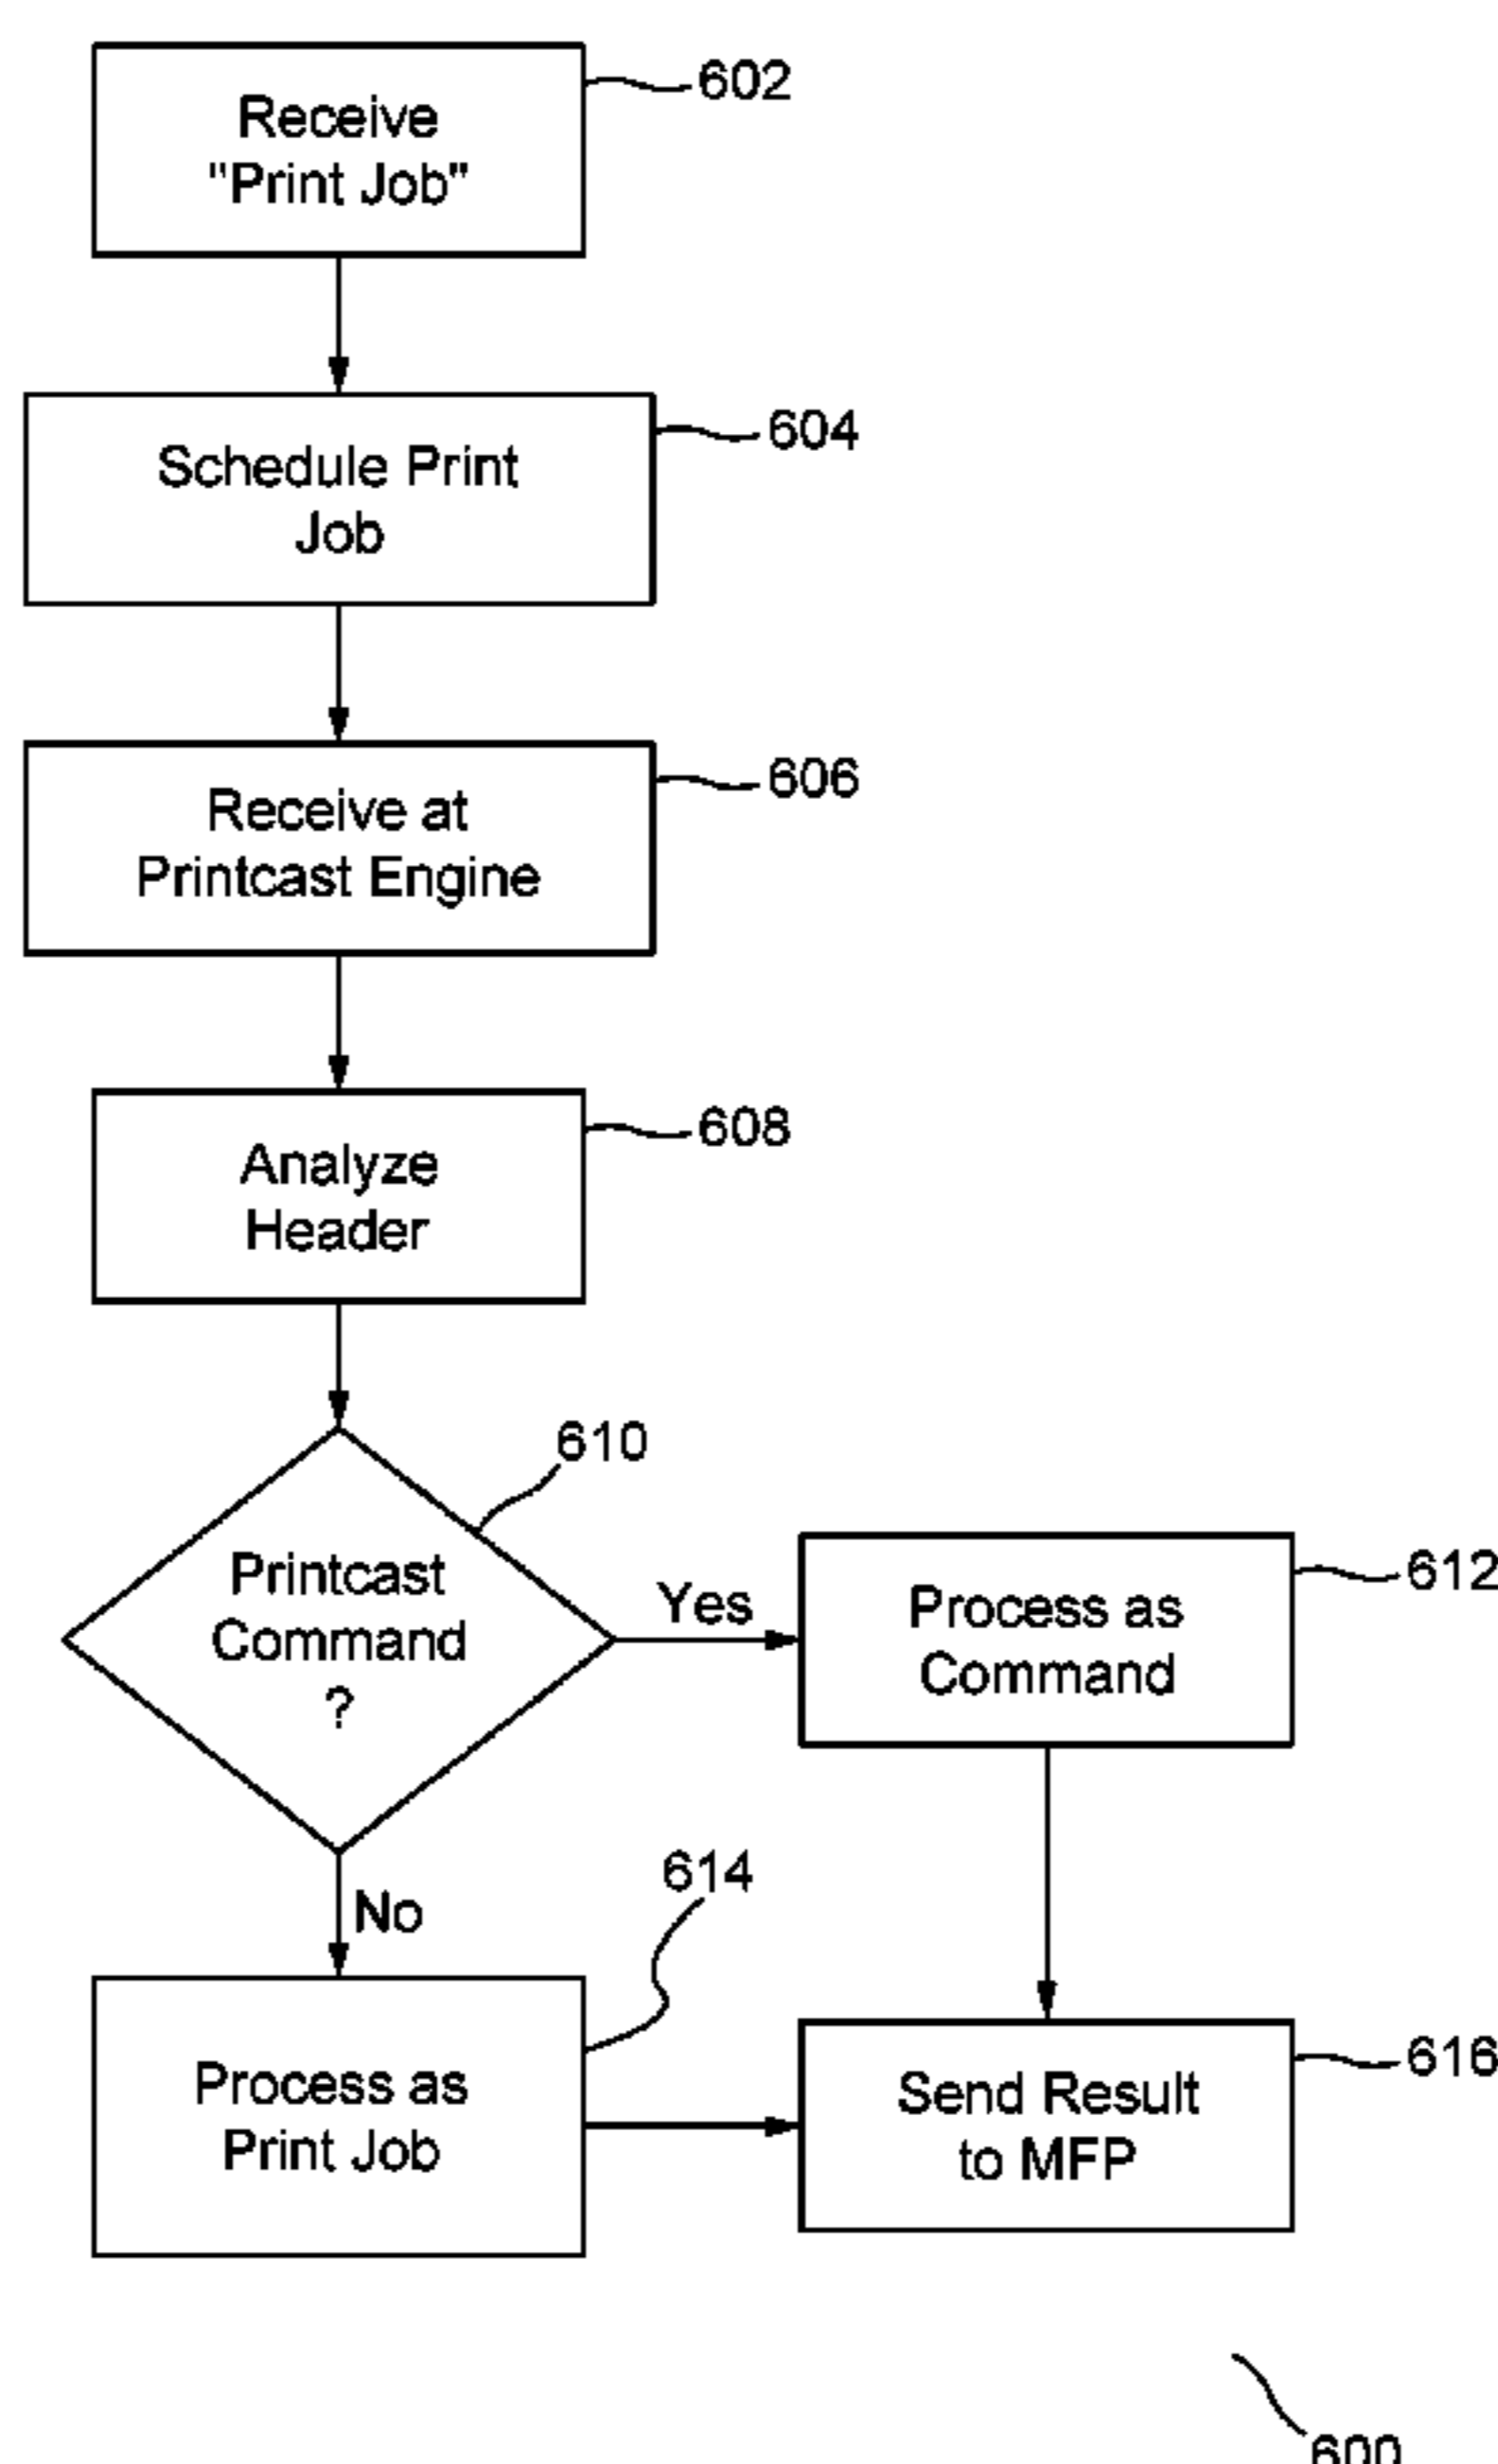 Receive
"Print Job"
602
Schedule Print
Job
604
Receive at
Printcast Engine
606
Analyze
Header
608
Printcast
Command
?
610
Yes
Process as
Command
612
No
614
Process as
Print Job
Send Result
to MFP
616
600